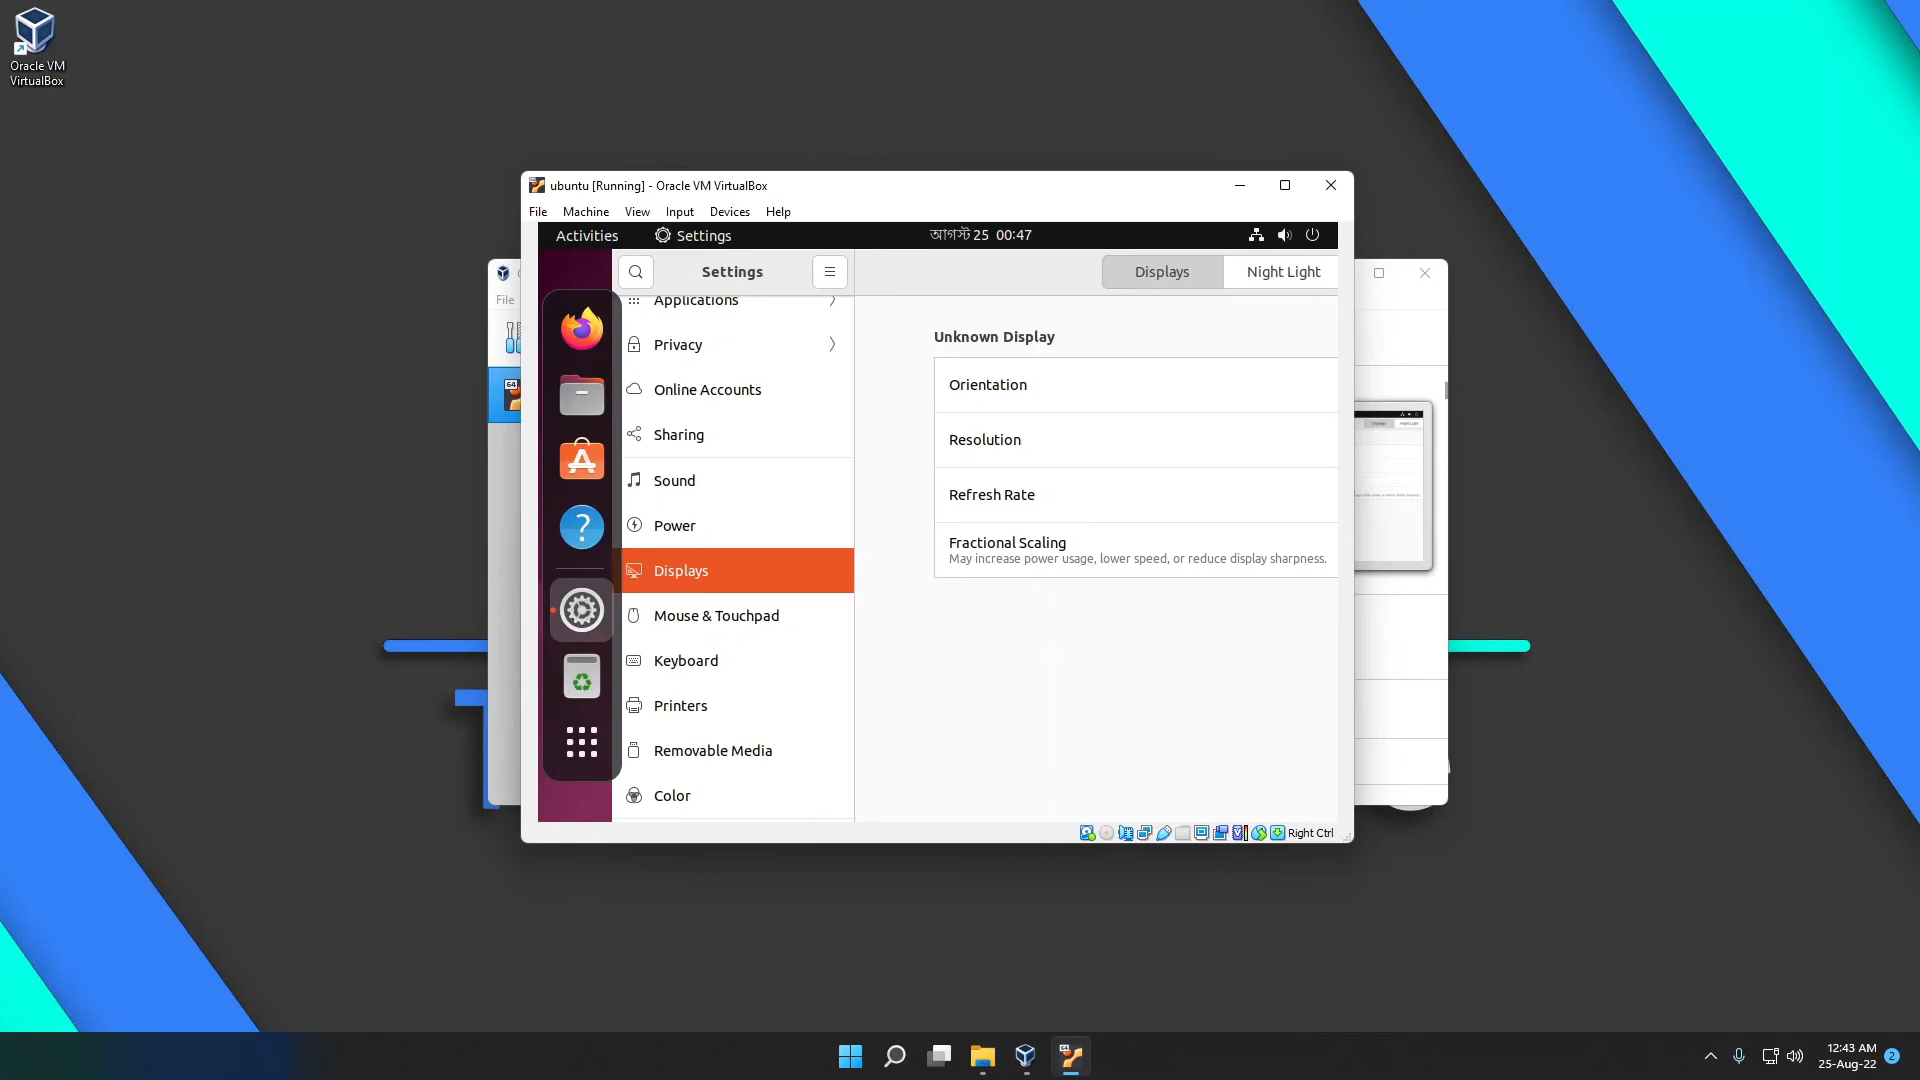 Oracle VM
VirtualBox
ubuntu [Running] - Oracle VM VirtualBox
File Machine View Input Devices Help
Activities Settings আগস্ট 25 00:47
Settings Displays Night Light
File
Applications
Privacy
Online Accounts
Sharing
Sound
Power
Displays
Mouse & Touchpad
Keyboard
Printers
Removable Media
Color
Unknown Display
Orientation
Resolution
Refresh Rate
Fractional Scaling
May increase power usage, lower speed, or reduce display sharpness.
Right Ctrl
12:43 AM
25-Aug-22 2